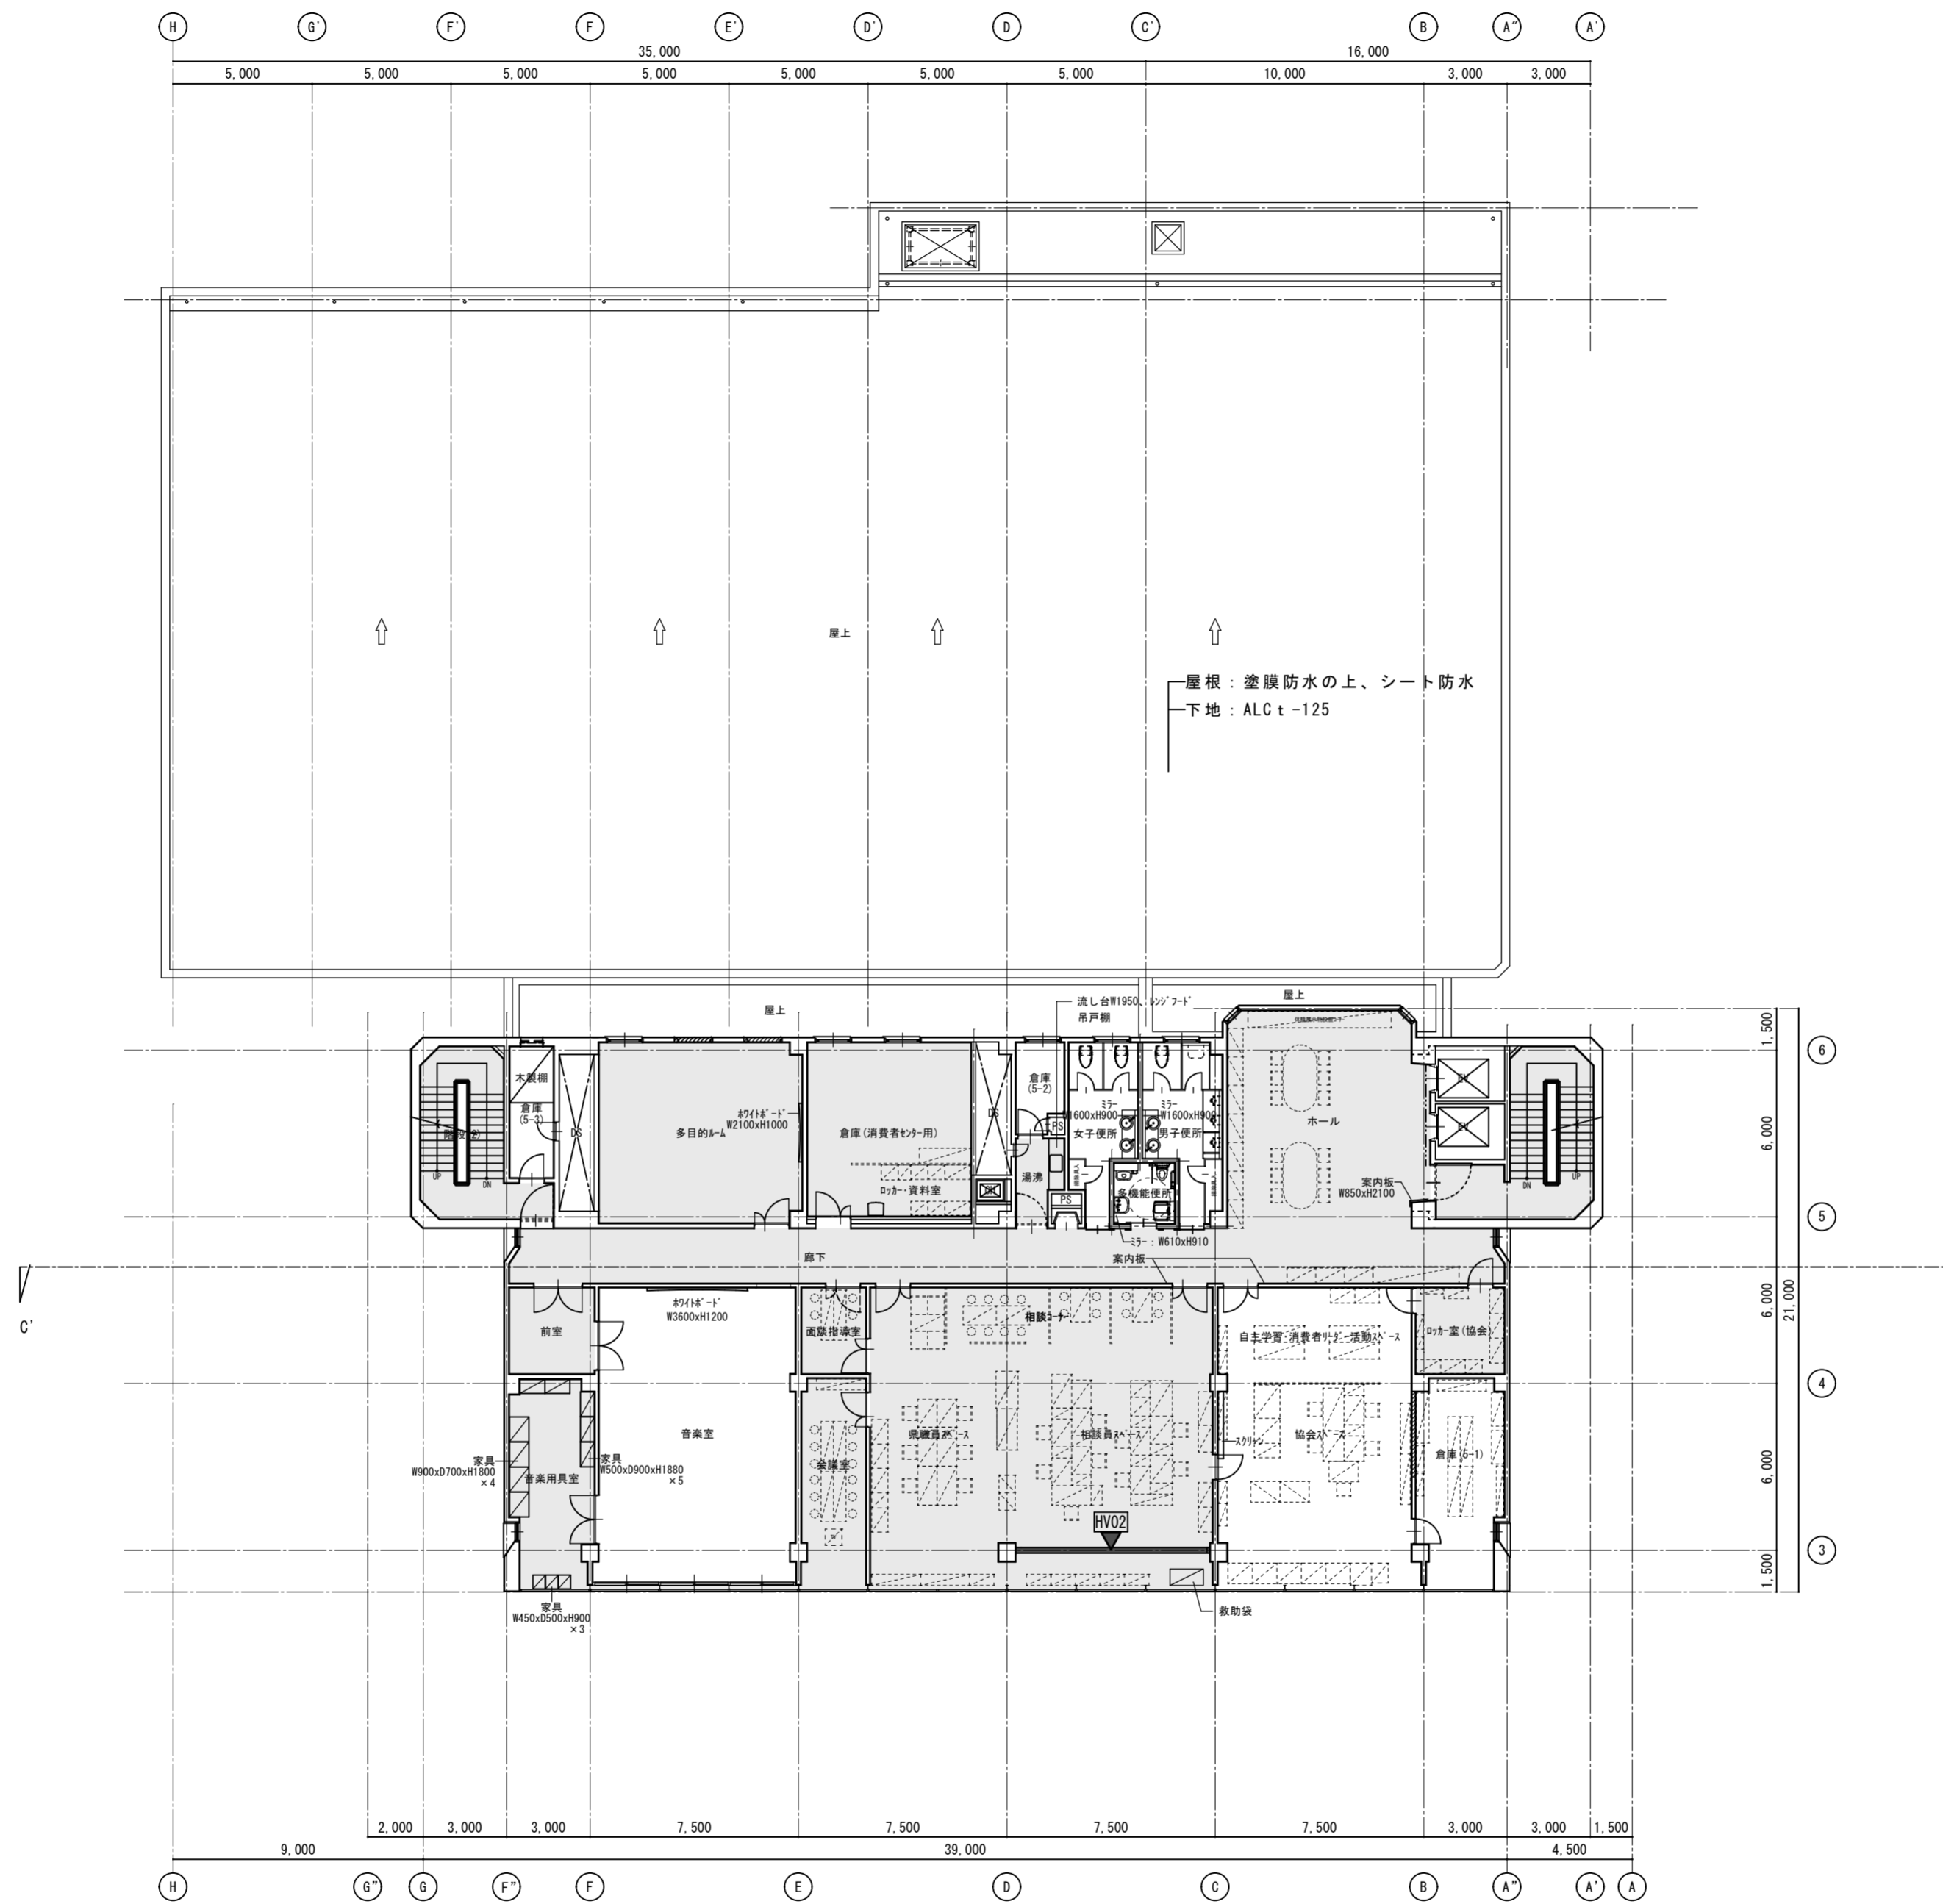 H G' F' F E' D' D C' B A" A'
35,000 16,000
5,000 5,000 5,000 5,000 5,000 5,000 5,000 10,000 3,000 3,000
屋上
屋根：塗膜防水の上、シート防水
下地：ALCｔ-125
流し台W1950、ﾚﾝｼﾞﾌｰﾄﾞ
吊戸棚
屋上
屋上
1,500
6
木製棚
倉庫
(5-3)
DS
階段(2)
UP
DN
ﾎﾜｲﾄﾎﾞｰﾄﾞ
W2100xH1000
多目的ﾙｰﾑ
倉庫(消費者ｾﾝﾀｰ用)
ﾛｯｶｰ･資料室
DS
倉庫
(5-2)
PS
湯沸
PS
ﾐﾗｰ
W1600xH900
女子便所
ﾐﾗｰ
W1600xH900
男子便所
多機能便所
ﾐﾗｰ：W610xH910
ホール
EV
EV
案内板
W850xH2100
DN
UP
6,000
5
廊下
案内板
C'
前室
ﾎﾜｲﾄﾎﾞｰﾄﾞ
W3600xH1200
面談指導室
相談ｺｰﾅｰ
自主学習･消費者ﾘｰﾀﾞｰ活動ｽﾍﾟｰｽ
ﾛｯｶｰ室(協会)
6,000
21,000
4
音楽室
家具
W900xD700xH1800
×4
音楽用具室
家具
W500xD900xH1880
×5
会議室
県職員ｽﾍﾟｰｽ
相談員ｽﾍﾟｰｽ
ｽｸﾘｰﾝ
協会ｽﾍﾟｰｽ
倉庫(5-1)
6,000
HV02
3
1,500
家具
W450xD500xH900
×3
救助袋
2,000 3,000 3,000 7,500 7,500 7,500 7,500 3,000 3,000 1,500
9,000 39,000 4,500
H G" G F" F E D C B A" A' A